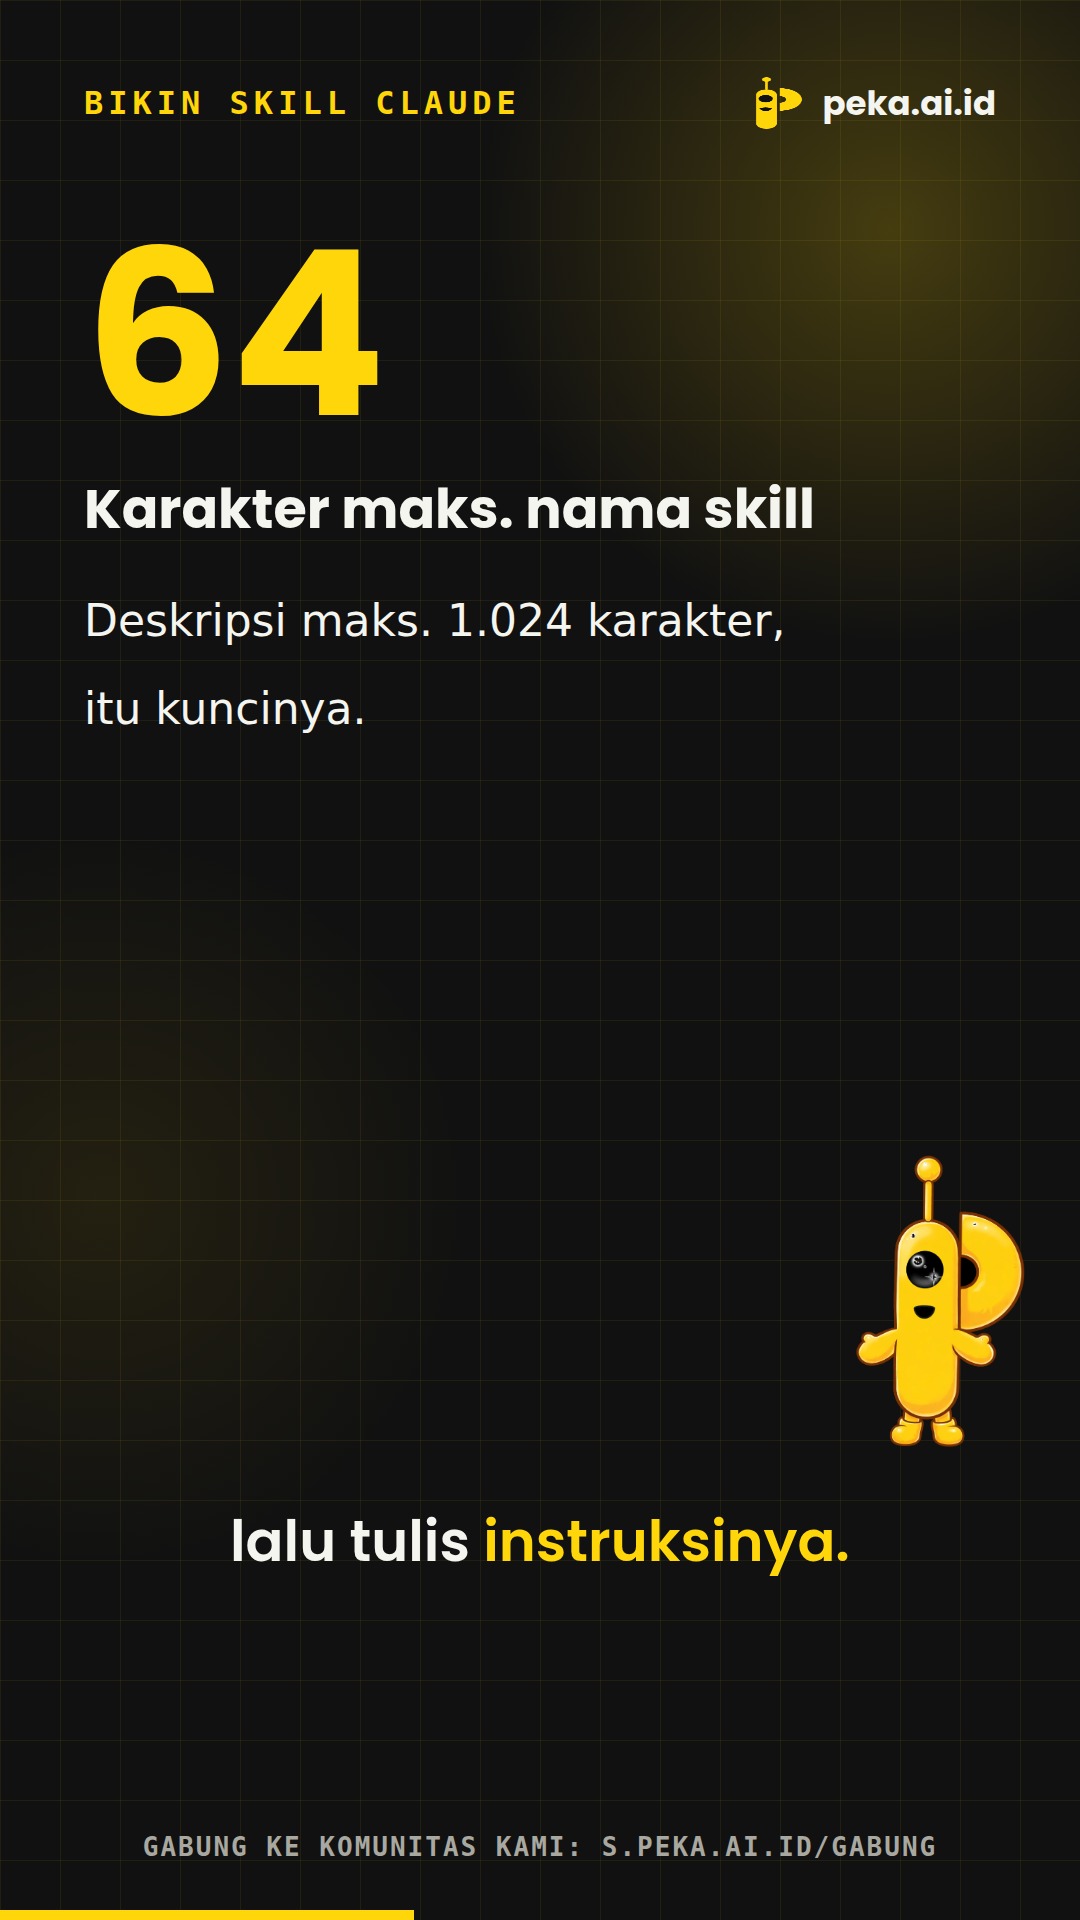 BIKIN SKILL CLAUDE
peka.ai.id
64
Karakter maks. nama skill
Deskripsi maks. 1.024 karakter,
itu kuncinya.
lalu tulis instruksinya.
GABUNG KE KOMUNITAS KAMI: S.PEKA.AI.ID/GABUNG